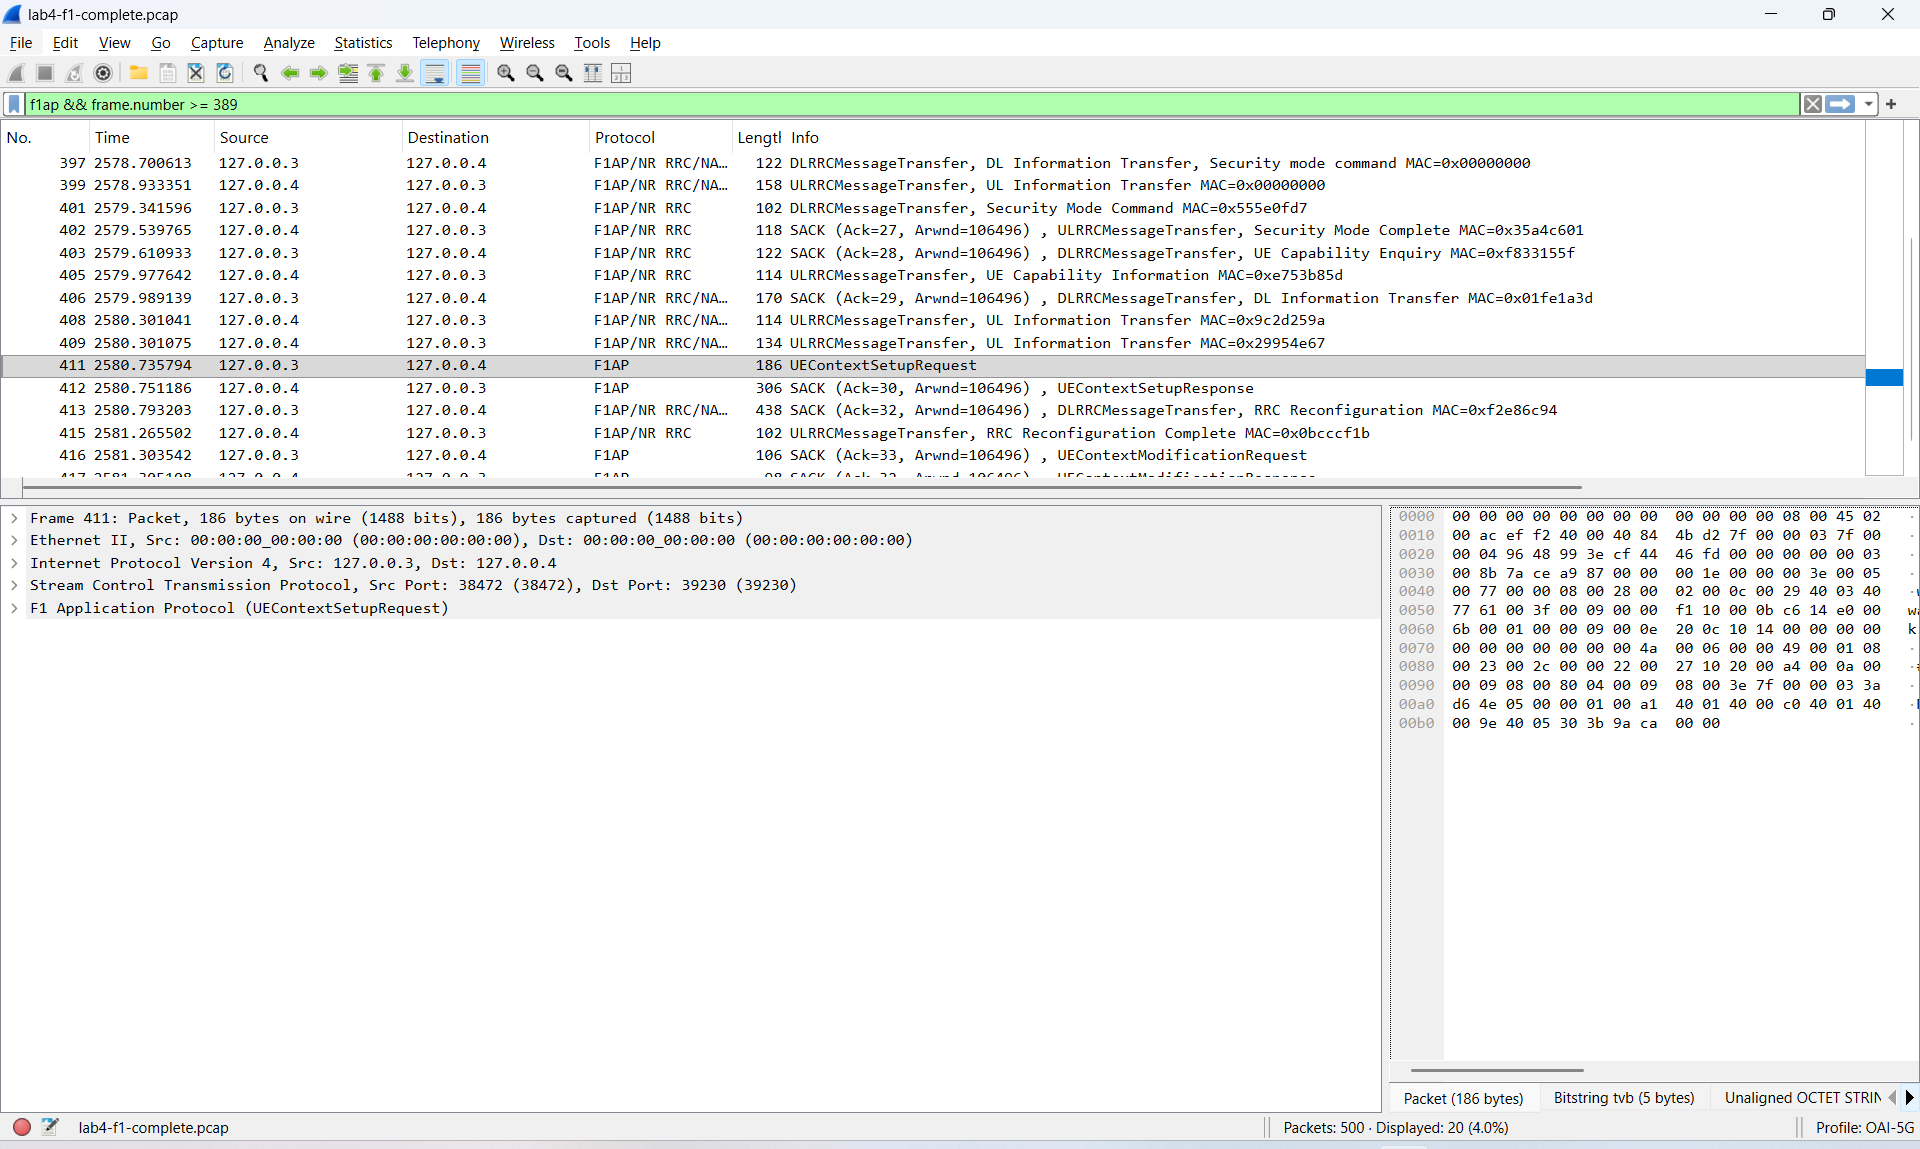 lab4-f1-complete.pcap
File Edit View Go Capture Analyze Statistics Telephony Wireless Tools Help
f1ap && frame.number >= 389
No. Time Source Destination Protocol Lengtl Info
397 2578.700613 127.0.0.3 127.0.0.4 F1AP/NR RRC/NA… 122 DLRRCMessageTransfer, DL Information Transfer, Security mode command MAC=0x00000000
399 2578.933351 127.0.0.4 127.0.0.3 F1AP/NR RRC/NA… 158 ULRRCMessageTransfer, UL Information Transfer MAC=0x00000000
401 2579.341596 127.0.0.3 127.0.0.4 F1AP/NR RRC 102 DLRRCMessageTransfer, Security Mode Command MAC=0x555e0fd7
402 2579.539765 127.0.0.4 127.0.0.3 F1AP/NR RRC 118 SACK (Ack=27, Arwnd=106496) , ULRRCMessageTransfer, Security Mode Complete MAC=0x35a4c601
403 2579.610933 127.0.0.3 127.0.0.4 F1AP/NR RRC 122 SACK (Ack=28, Arwnd=106496) , DLRRCMessageTransfer, UE Capability Enquiry MAC=0xf833155f
405 2579.977642 127.0.0.4 127.0.0.3 F1AP/NR RRC 114 ULRRCMessageTransfer, UE Capability Information MAC=0xe753b85d
406 2579.989139 127.0.0.3 127.0.0.4 F1AP/NR RRC/NA… 170 SACK (Ack=29, Arwnd=106496) , DLRRCMessageTransfer, DL Information Transfer MAC=0x01fe1a3d
408 2580.301041 127.0.0.4 127.0.0.3 F1AP/NR RRC/NA… 114 ULRRCMessageTransfer, UL Information Transfer MAC=0x9c2d259a
409 2580.301075 127.0.0.4 127.0.0.3 F1AP/NR RRC/NA… 134 ULRRCMessageTransfer, UL Information Transfer MAC=0x29954e67
411 2580.735794 127.0.0.3 127.0.0.4 F1AP 186 UEContextSetupRequest
412 2580.751186 127.0.0.4 127.0.0.3 F1AP 306 SACK (Ack=30, Arwnd=106496) , UEContextSetupResponse
413 2580.793203 127.0.0.3 127.0.0.4 F1AP/NR RRC/NA… 438 SACK (Ack=32, Arwnd=106496) , DLRRCMessageTransfer, RRC Reconfiguration MAC=0xf2e86c94
415 2581.265502 127.0.0.4 127.0.0.3 F1AP/NR RRC 102 ULRRCMessageTransfer, RRC Reconfiguration Complete MAC=0x0bcccf1b
416 2581.303542 127.0.0.3 127.0.0.4 F1AP 106 SACK (Ack=33, Arwnd=106496) , UEContextModificationRequest
Frame 411: Packet, 186 bytes on wire (1488 bits), 186 bytes captured (1488 bits)
Ethernet II, Src: 00:00:00_00:00:00 (00:00:00:00:00:00), Dst: 00:00:00_00:00:00 (00:00:00:00:00:00)
Internet Protocol Version 4, Src: 127.0.0.3, Dst: 127.0.0.4
Stream Control Transmission Protocol, Src Port: 38472 (38472), Dst Port: 39230 (39230)
F1 Application Protocol (UEContextSetupRequest)
0000 00 00 00 00 00 00 00 00 00 00 00 00 08 00 45 02
0010 00 ac ef f2 40 00 40 84 4b d2 7f 00 00 03 7f 00
0020 00 04 96 48 99 3e cf 44 46 fd 00 00 00 00 00 03
0030 00 8b 7a ce a9 87 00 00 00 1e 00 00 00 3e 00 05
0040 00 77 00 00 08 00 28 00 02 00 0c 00 29 40 03 40
0050 77 61 00 3f 00 09 00 00 f1 10 00 0b c6 14 e0 00
0060 6b 00 01 00 00 09 00 0e 20 0c 10 14 00 00 00 00
0070 00 00 00 00 00 00 00 4a 00 06 00 00 49 00 01 08
0080 00 23 00 2c 00 00 22 00 27 10 20 00 a4 00 0a 00
0090 00 09 08 00 80 04 00 09 08 00 3e 7f 00 00 03 3a
00a0 d6 4e 05 00 00 01 00 a1 40 01 40 00 c0 40 01 40
00b0 00 9e 40 05 30 3b 9a ca 00 00
Packet (186 bytes) Bitstring tvb (5 bytes) Unaligned OCTET STRIN
lab4-f1-complete.pcap Packets: 500 · Displayed: 20 (4.0%) Profile: OAI-5G